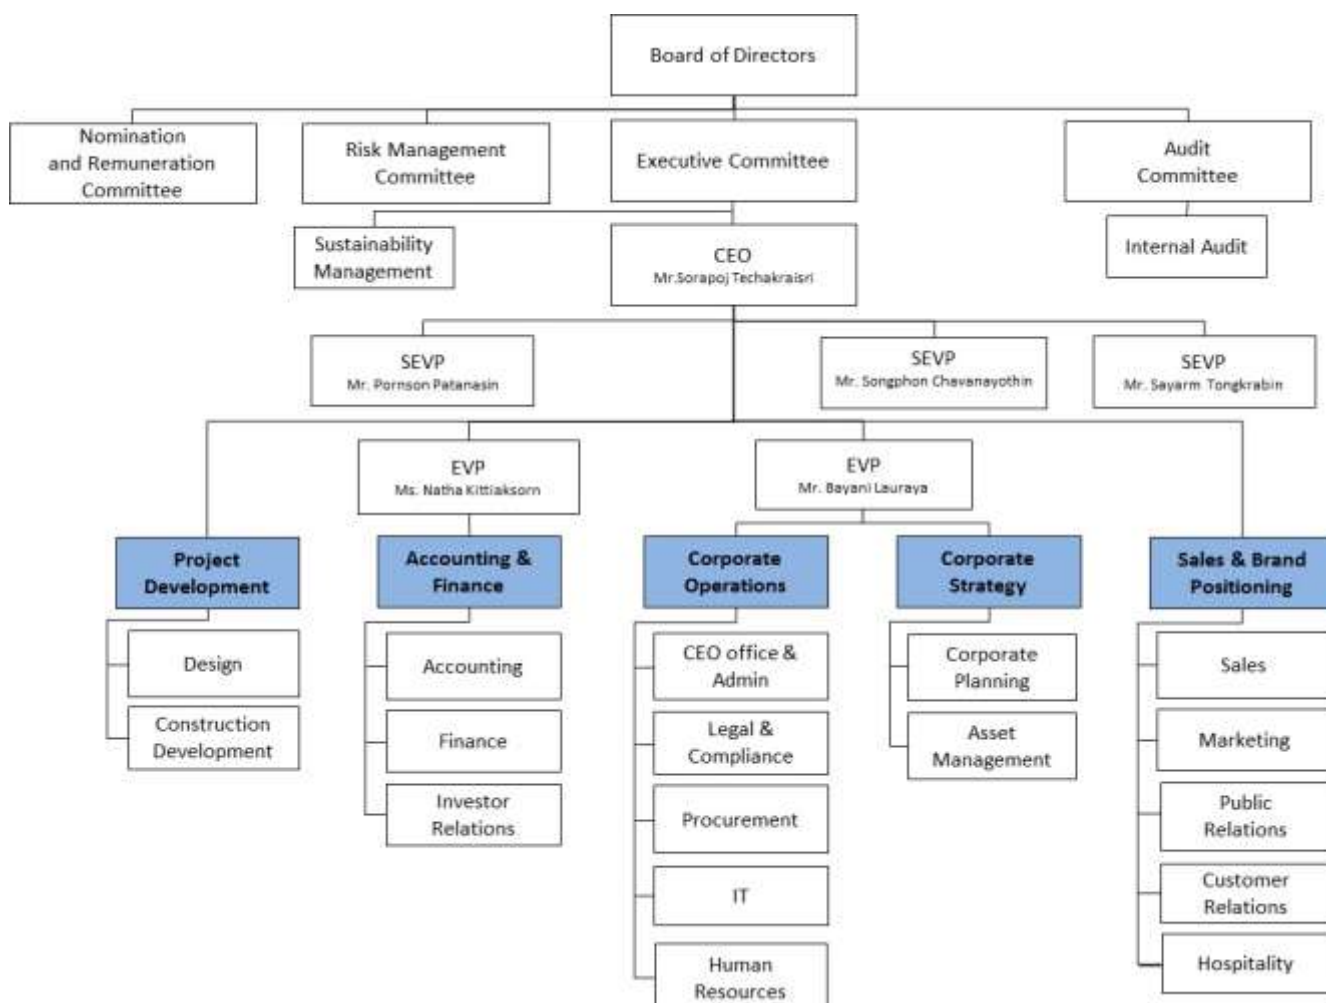 Board of Directors
Nomination
and Remuneration
Committee
Risk Management
Committee
Executive Committee
Audit
Committee
Sustainability
Management
CEO
Mr.Sorapoj Techakraisri
Internal Audit
SEVP
Mr. Pornson Patanasin
SEVP
Mr. Songphon Chavanayothin
SEVP
Mr. Sayarm Tongkrabin
EVP
Ms. Natha Kittiaksorn
EVP
Mr. Bayani Lauraya
Project
Development
Accounting &
Finance
Corporate
Operations
Corporate
Strategy
Sales & Brand
Positioning
Design
Construction
Development
Accounting
Finance
Investor
Relations
CEO office &
Admin
Legal &
Compliance
Procurement
IT
Human
Resources
Corporate
Planning
Asset
Management
Sales
Marketing
Public
Relations
Customer
Relations
Hospitality